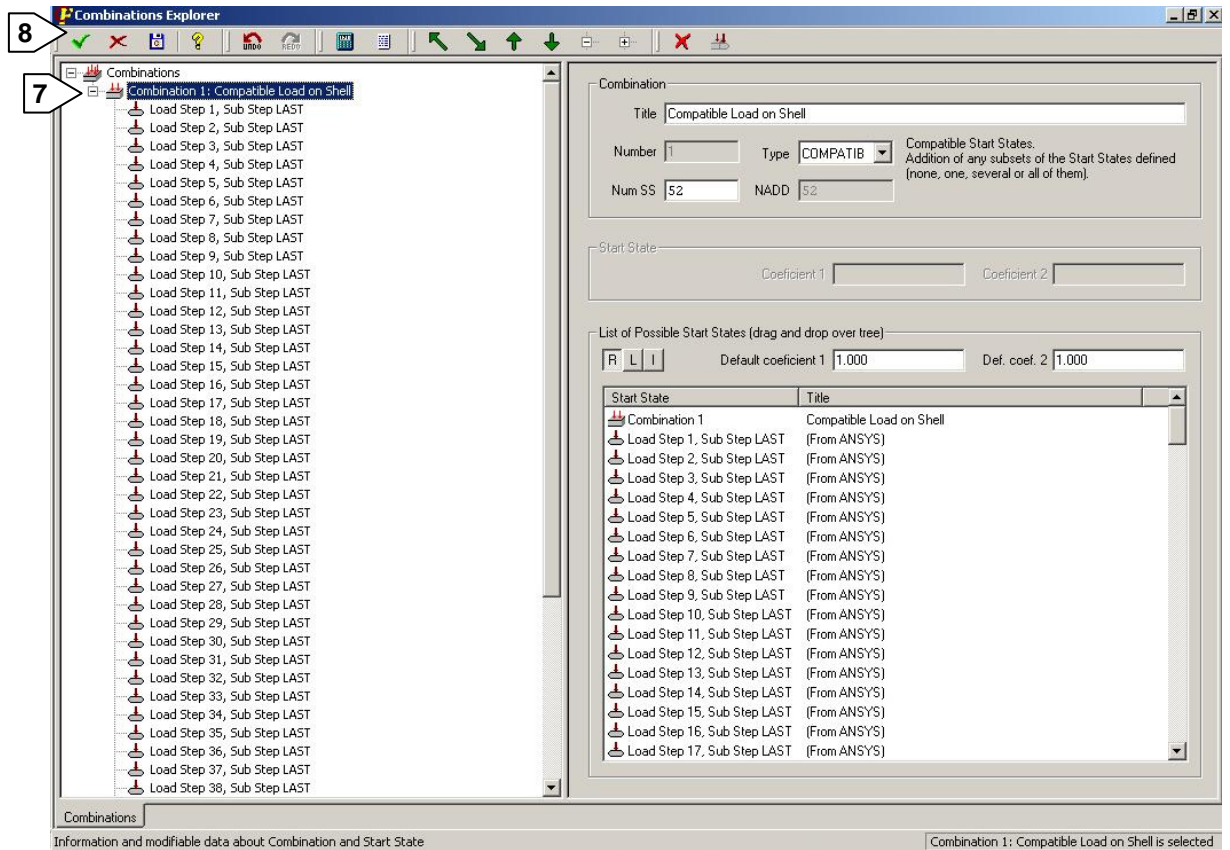 Combinations Explorer
8
UNDO
REDO
7
Combinations
Combination 1: Compatible Load on Shell
Load Step 1, Sub Step LAST
Load Step 2, Sub Step LAST
Load Step 3, Sub Step LAST
Load Step 4, Sub Step LAST
Load Step 5, Sub Step LAST
Load Step 6, Sub Step LAST
Load Step 7, Sub Step LAST
Load Step 8, Sub Step LAST
Load Step 9, Sub Step LAST
Load Step 10, Sub Step LAST
Load Step 11, Sub Step LAST
Load Step 12, Sub Step LAST
Load Step 13, Sub Step LAST
Load Step 14, Sub Step LAST
Load Step 15, Sub Step LAST
Load Step 16, Sub Step LAST
Load Step 17, Sub Step LAST
Load Step 18, Sub Step LAST
Load Step 19, Sub Step LAST
Load Step 20, Sub Step LAST
Load Step 21, Sub Step LAST
Load Step 22, Sub Step LAST
Load Step 23, Sub Step LAST
Load Step 24, Sub Step LAST
Load Step 25, Sub Step LAST
Load Step 26, Sub Step LAST
Load Step 27, Sub Step LAST
Load Step 28, Sub Step LAST
Load Step 29, Sub Step LAST
Load Step 30, Sub Step LAST
Load Step 31, Sub Step LAST
Load Step 32, Sub Step LAST
Load Step 33, Sub Step LAST
Load Step 34, Sub Step LAST
Load Step 35, Sub Step LAST
Load Step 36, Sub Step LAST
Load Step 37, Sub Step LAST
Load Step 38, Sub Step LAST
Combination
Title Compatible Load on Shell
Number 1 Type COMPATIB
Compatible Start States.
Addition of any subsets of the Start States defined
(none, one, several or all of them).
Num SS 52 NADD 52
Start State
Coeficient 1 Coeficient 2
List of Possible Start States (drag and drop over tree)
R L I Default coeficient 1 1.000 Def. coef. 2 1.000
Start State Title
Combination 1 Compatible Load on Shell
Load Step 1, Sub Step LAST (From ANSYS)
Load Step 2, Sub Step LAST (From ANSYS)
Load Step 3, Sub Step LAST (From ANSYS)
Load Step 4, Sub Step LAST (From ANSYS)
Load Step 5, Sub Step LAST (From ANSYS)
Load Step 6, Sub Step LAST (From ANSYS)
Load Step 7, Sub Step LAST (From ANSYS)
Load Step 8, Sub Step LAST (From ANSYS)
Load Step 9, Sub Step LAST (From ANSYS)
Load Step 10, Sub Step LAST (From ANSYS)
Load Step 11, Sub Step LAST (From ANSYS)
Load Step 12, Sub Step LAST (From ANSYS)
Load Step 13, Sub Step LAST (From ANSYS)
Load Step 14, Sub Step LAST (From ANSYS)
Load Step 15, Sub Step LAST (From ANSYS)
Load Step 16, Sub Step LAST (From ANSYS)
Load Step 17, Sub Step LAST (From ANSYS)
Combinations
Information and modifiable data about Combination and Start State
Combination 1: Compatible Load on Shell is selected